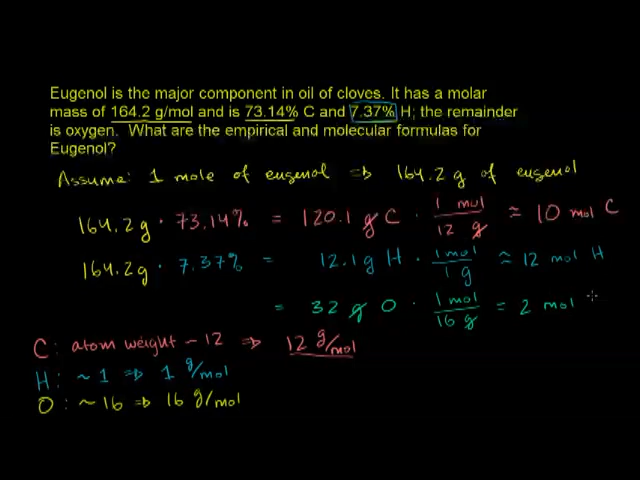 Eugenol is the major component in oil of cloves. It has a molar
mass of 164.2 g/mol and is 73.14% C and 7.37% H; the remainder
is oxygen. What are the empirical and molecular formulas for
Eugenol?
Assume: 1 mole of eugenol ⇒ 164.2 g of eugenol
164.2 g · 73.14% = 120.1 g C · 1 mol / 12 g ≈ 10 mol C
164.2 g · 7.37% = 12.1 g H · 1 mol / 1 g ≈ 12 mol H
= 32 g O · 1 mol / 16 g = 2 mol
C: atom weight ~ 12 ⇒ 12 g/mol
H: ~ 1 ⇒ 1 g/mol
O: ~ 16 ⇒ 16 g/mol